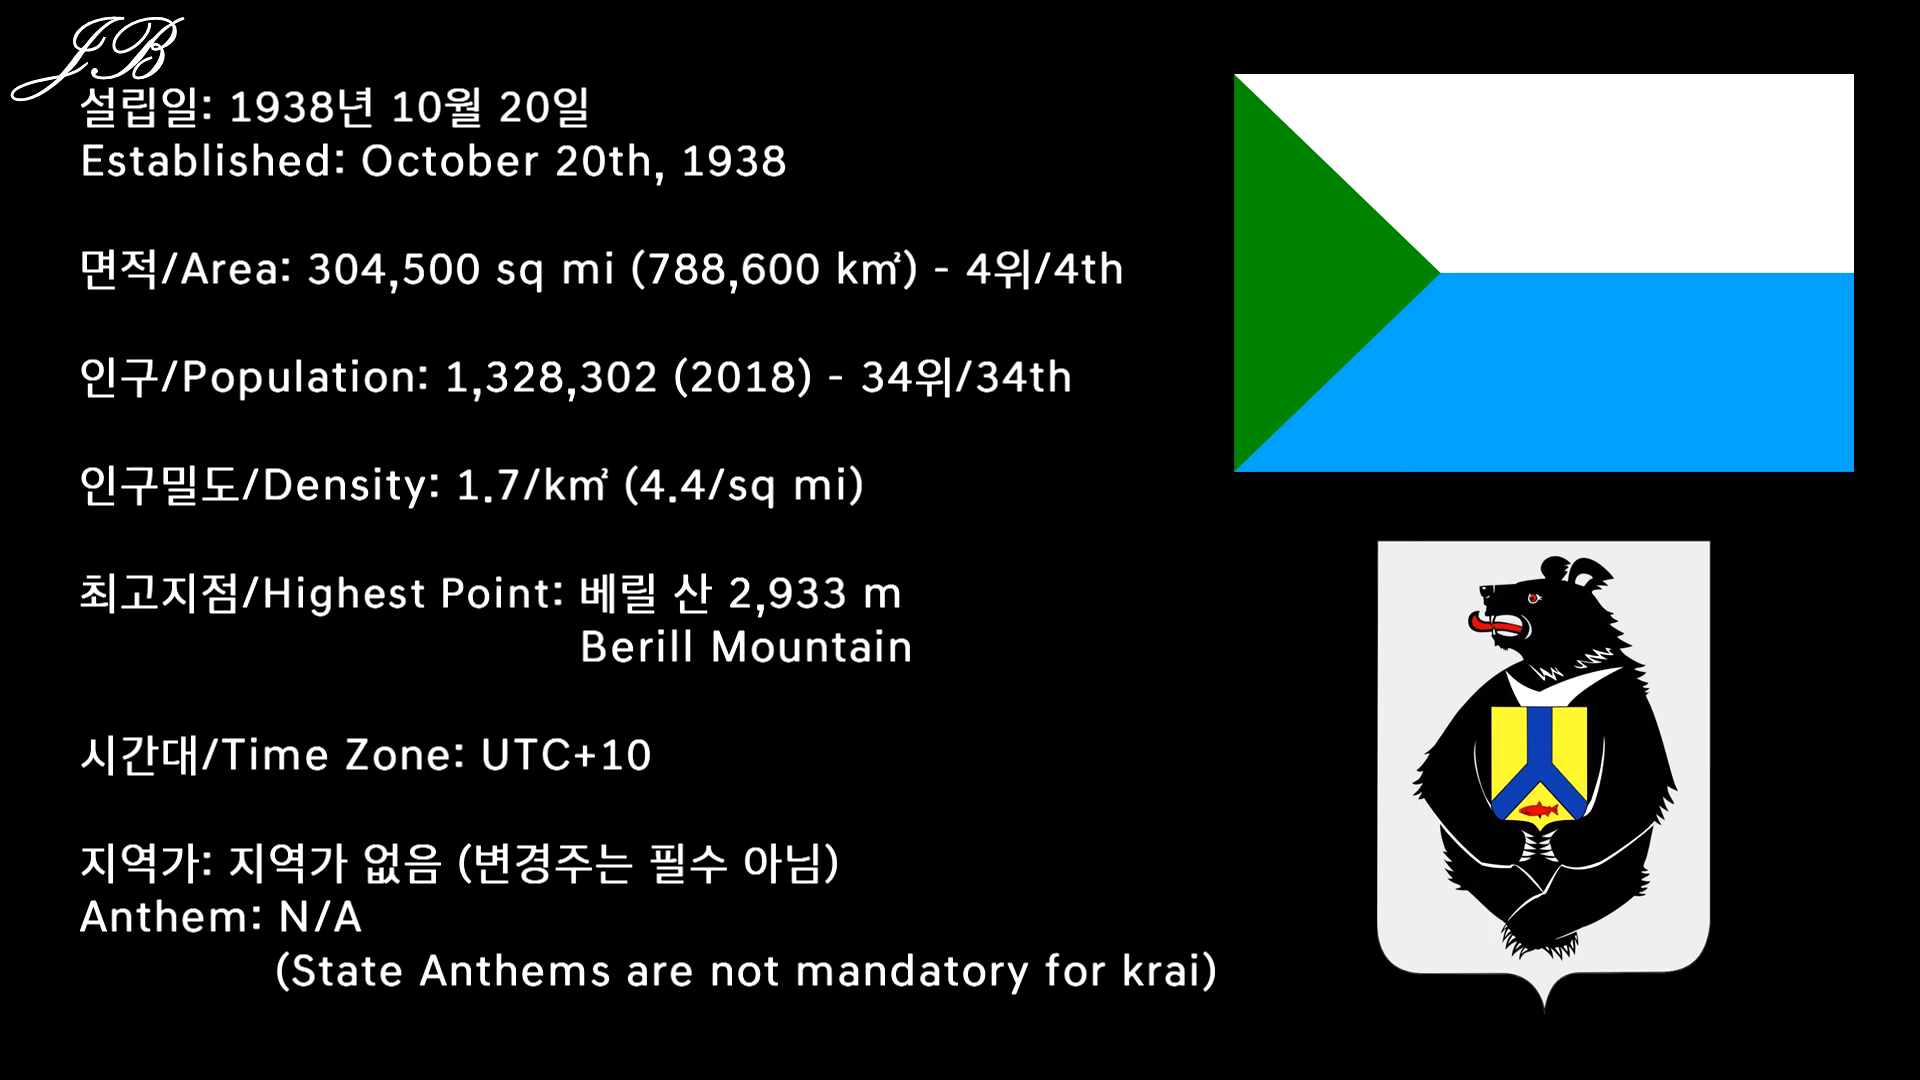 JB
설립일: 1938년 10월 20일
Established: October 20th, 1938
면적/Area: 304,500 sq mi (788,600 ㎢) - 4위/4th
인구/Population: 1,328,302 (2018) - 34위/34th
인구밀도/Density: 1.7/㎢ (4.4/sq mi)
최고지점/Highest Point: 베릴 산 2,933 m
Berill Mountain
시간대/Time Zone: UTC+10
지역가: 지역가 없음 (변경주는 필수 아님)
Anthem: N/A
(State Anthems are not mandatory for krai)